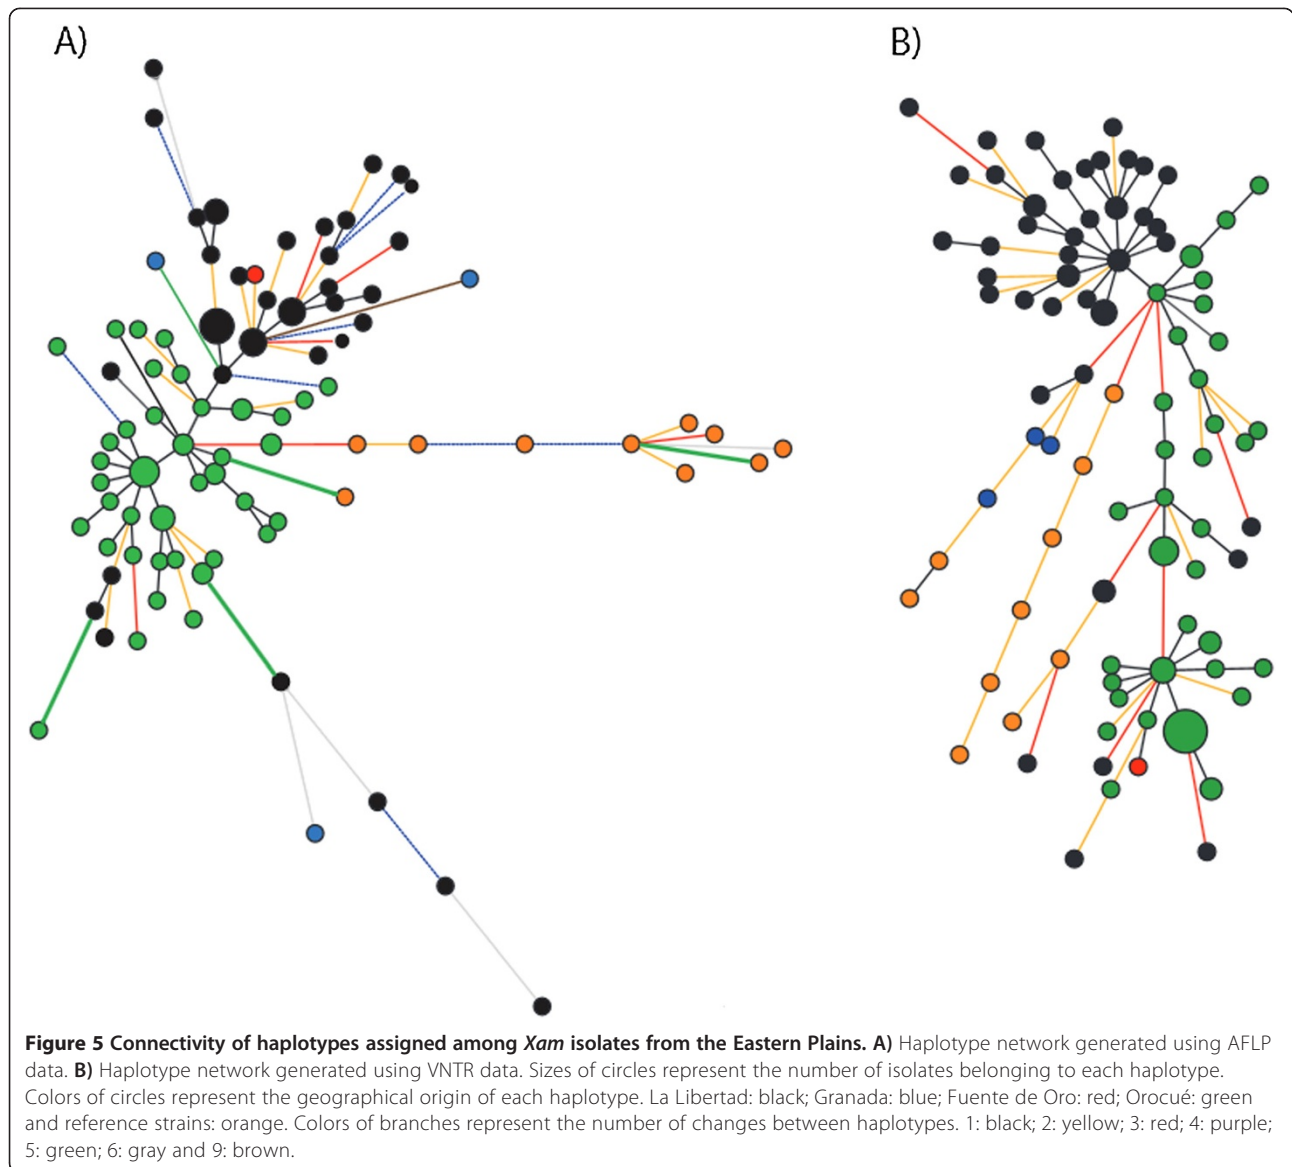 A)
B)
Figure 5 Connectivity of haplotypes assigned among Xam isolates from the Eastern Plains. A) Haplotype network generated using AFLP
data. B) Haplotype network generated using VNTR data. Sizes of circles represent the number of isolates belonging to each haplotype.
Colors of circles represent the geographical origin of each haplotype. La Libertad: black; Granada: blue; Fuente de Oro: red; Orocué: green
and reference strains: orange. Colors of branches represent the number of changes between haplotypes. 1: black; 2: yellow; 3: red; 4: purple;
5: green; 6: gray and 9: brown.